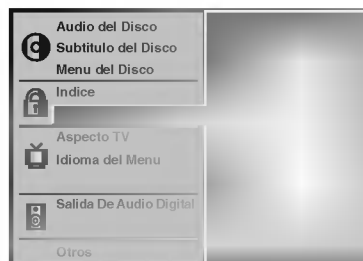 Audio del Disco
Subtitulo del Disco
Menu del Disco
Indice
Aspecto TV
Idioma del Menu
Salida De Audio Digital
Otros